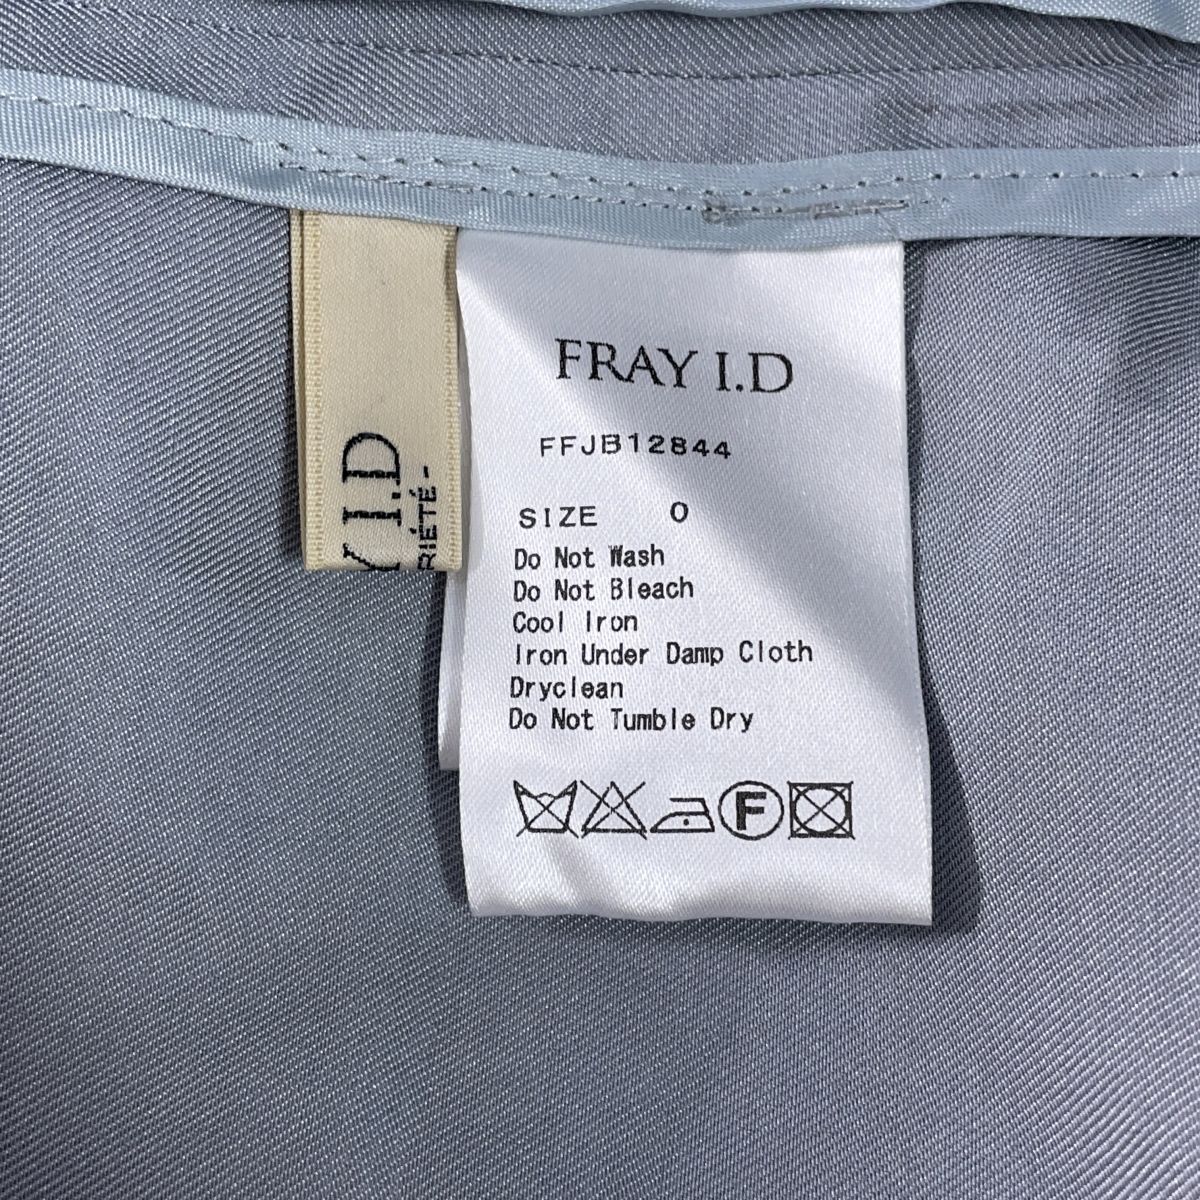 Y I.D
RIÉTÉ-
FRAY I.D
FFJB12844
SIZE 0
Do Not Wash
Do Not Bleach
Cool Iron
Iron Under Damp Cloth
Dryclean
Do Not Tumble Dry
F